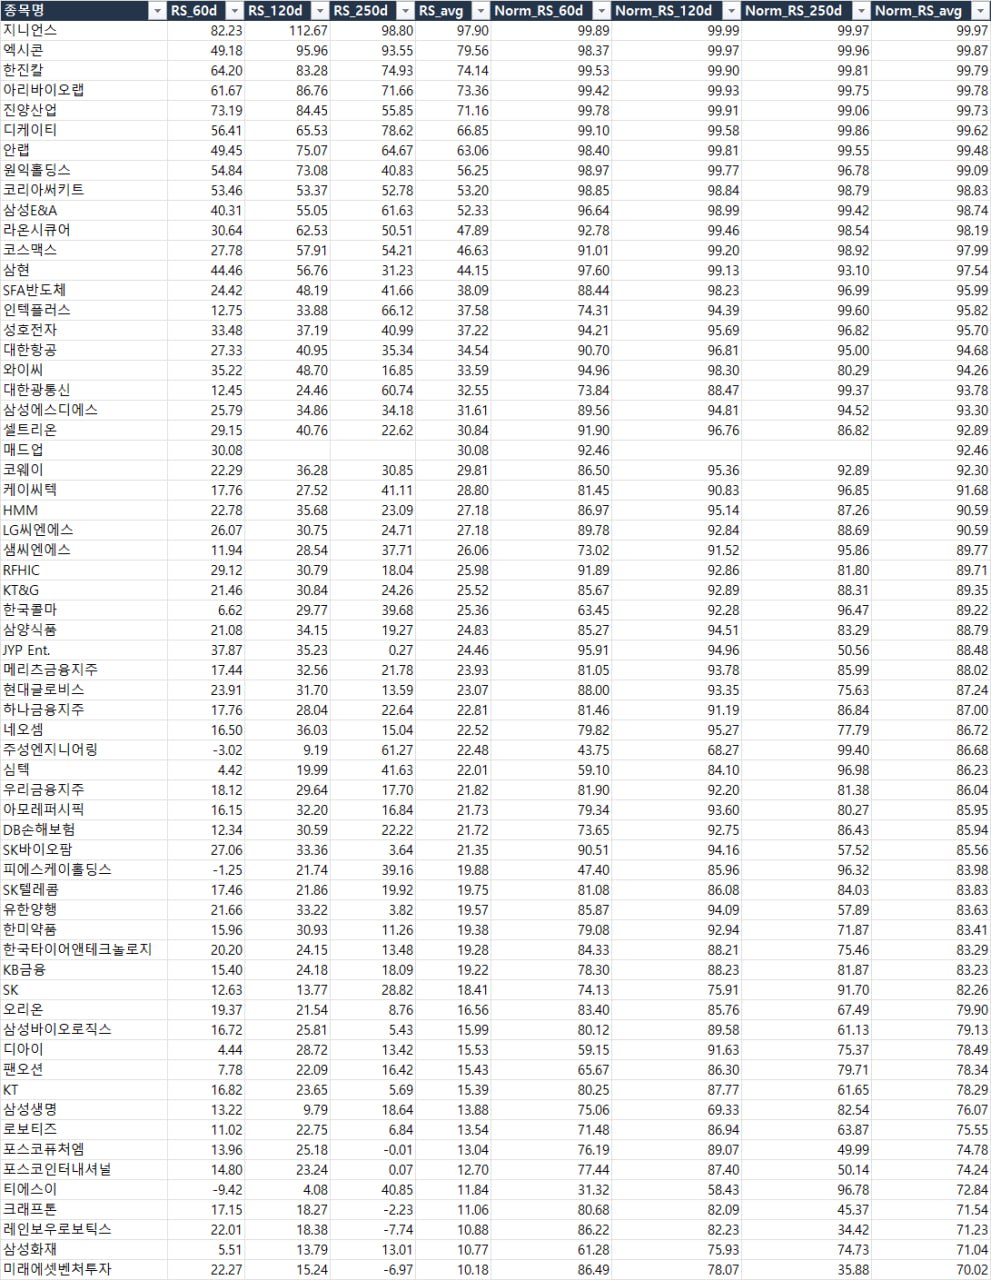 종목명 RS_60d RS_120d RS_250d RS_avg Norm_RS_60d Norm_RS_120d Norm_RS_250d Norm_RS_avg
지니언스 82.23 112.67 98.80 97.90 99.89 99.99 99.97 99.97
엑시콘 49.18 95.96 93.55 79.56 98.37 99.97 99.96 99.87
한진칼 64.20 83.28 74.93 74.14 99.53 99.90 99.81 99.79
아리바이오랩 61.67 86.76 71.66 73.36 99.42 99.93 99.75 99.78
진양산업 73.19 84.45 55.85 71.16 99.78 99.91 99.06 99.73
디케이티 56.41 65.53 78.62 66.85 99.10 99.58 99.86 99.62
안랩 49.45 75.07 64.67 63.06 98.40 99.81 99.55 99.48
원익홀딩스 54.84 73.08 40.83 56.25 98.97 99.77 96.78 99.09
코리아써키트 53.46 53.37 52.78 53.20 98.85 98.84 98.79 98.83
삼성E&A 40.31 55.05 61.63 52.33 96.64 98.99 99.42 98.74
라온시큐어 30.64 62.53 50.51 47.89 92.78 99.46 98.54 98.19
코스맥스 27.78 57.91 54.21 46.63 91.01 99.20 98.92 97.99
삼현 44.46 56.76 31.23 44.15 97.60 99.13 93.10 97.54
SFA반도체 24.42 48.19 41.66 38.09 88.44 98.23 96.99 95.99
인텍플러스 12.75 33.88 66.12 37.58 74.31 94.39 99.60 95.82
성호전자 33.48 37.19 40.99 37.22 94.21 95.69 96.82 95.70
대한항공 27.33 40.95 35.34 34.54 90.70 96.81 95.00 94.68
와이씨 35.22 48.70 16.85 33.59 94.96 98.30 80.29 94.26
대한광통신 12.45 24.46 60.74 32.55 73.84 88.47 99.37 93.78
삼성에스디에스 25.79 34.86 34.18 31.61 89.56 94.81 94.52 93.30
셀트리온 29.15 40.76 22.62 30.84 91.90 96.76 86.82 92.89
매드업 30.08 30.08 92.46 92.46
코웨이 22.29 36.28 30.85 29.81 86.50 95.36 92.89 92.30
케이씨텍 17.76 27.52 41.11 28.80 81.45 90.83 96.85 91.68
HMM 22.78 35.68 23.09 27.18 86.97 95.14 87.26 90.59
LG씨엔에스 26.07 30.75 24.71 27.18 89.78 92.84 88.69 90.59
샘씨엔에스 11.94 28.54 37.71 26.06 73.02 91.52 95.86 89.77
RFHIC 29.12 30.79 18.04 25.98 91.89 92.86 81.80 89.71
KT&G 21.46 30.84 24.26 25.52 85.67 92.89 88.31 89.35
한국콜마 6.62 29.77 39.68 25.36 63.45 92.28 96.47 89.22
삼양식품 21.08 34.15 19.27 24.83 85.27 94.51 83.29 88.79
JYP Ent. 37.87 35.23 0.27 24.46 95.91 94.96 50.56 88.48
메리츠금융지주 17.44 32.56 21.78 23.93 81.05 93.78 85.99 88.02
현대글로비스 23.91 31.70 13.59 23.07 88.00 93.35 75.63 87.24
하나금융지주 17.76 28.04 22.64 22.81 81.46 91.19 86.84 87.00
네오셈 16.50 36.03 15.04 22.52 79.82 95.27 77.79 86.72
주성엔지니어링 -3.02 9.19 61.27 22.48 43.75 68.27 99.40 86.68
심텍 4.42 19.99 41.63 22.01 59.10 84.10 96.98 86.23
우리금융지주 18.12 29.64 17.70 21.82 81.90 92.20 81.38 86.04
아모레퍼시픽 16.15 32.20 16.84 21.73 79.34 93.60 80.27 85.95
DB손해보험 12.34 30.59 22.22 21.72 73.65 92.75 86.43 85.94
SK바이오팜 27.06 33.36 3.64 21.35 90.51 94.16 57.52 85.56
피에스케이홀딩스 -1.25 21.74 39.16 19.88 47.40 85.96 96.32 83.98
SK텔레콤 17.46 21.86 19.92 19.75 81.08 86.08 84.03 83.83
유한양행 21.66 33.22 3.82 19.57 85.87 94.09 57.89 83.63
한미약품 15.96 30.93 11.26 19.38 79.08 92.94 71.87 83.41
한국타이어앤테크놀로지 20.20 24.15 13.48 19.28 84.33 88.21 75.46 83.29
KB금융 15.40 24.18 18.09 19.22 78.30 88.23 81.87 83.23
SK 12.63 13.77 28.82 18.41 74.13 75.91 91.70 82.26
오리온 19.37 21.54 8.76 16.56 83.40 85.76 67.49 79.90
삼성바이오로직스 16.72 25.81 5.43 15.99 80.12 89.58 61.13 79.13
디아이 4.44 28.72 13.42 15.53 59.15 91.63 75.37 78.49
팬오션 7.78 22.09 16.42 15.43 65.67 86.30 79.71 78.34
KT 16.82 23.65 5.69 15.39 80.25 87.77 61.65 78.29
삼성생명 13.22 9.79 18.64 13.88 75.06 69.33 82.54 76.07
로보티즈 11.02 22.75 6.84 13.54 71.48 86.94 63.87 75.55
포스코퓨처엠 13.96 25.18 -0.01 13.04 76.19 89.07 49.99 74.78
포스코인터내셔널 14.80 23.24 0.07 12.70 77.44 87.40 50.14 74.24
티에스이 -9.42 4.08 40.85 11.84 31.32 58.43 96.78 72.84
크래프톤 17.15 18.27 -2.23 11.06 80.68 82.09 45.37 71.54
레인보우로보틱스 22.01 18.38 -7.74 10.88 86.22 82.23 34.42 71.23
삼성화재 5.51 13.79 13.01 10.77 61.28 75.93 74.73 71.04
미래에셋벤처투자 22.27 15.24 -6.97 10.18 86.49 78.07 35.88 70.02